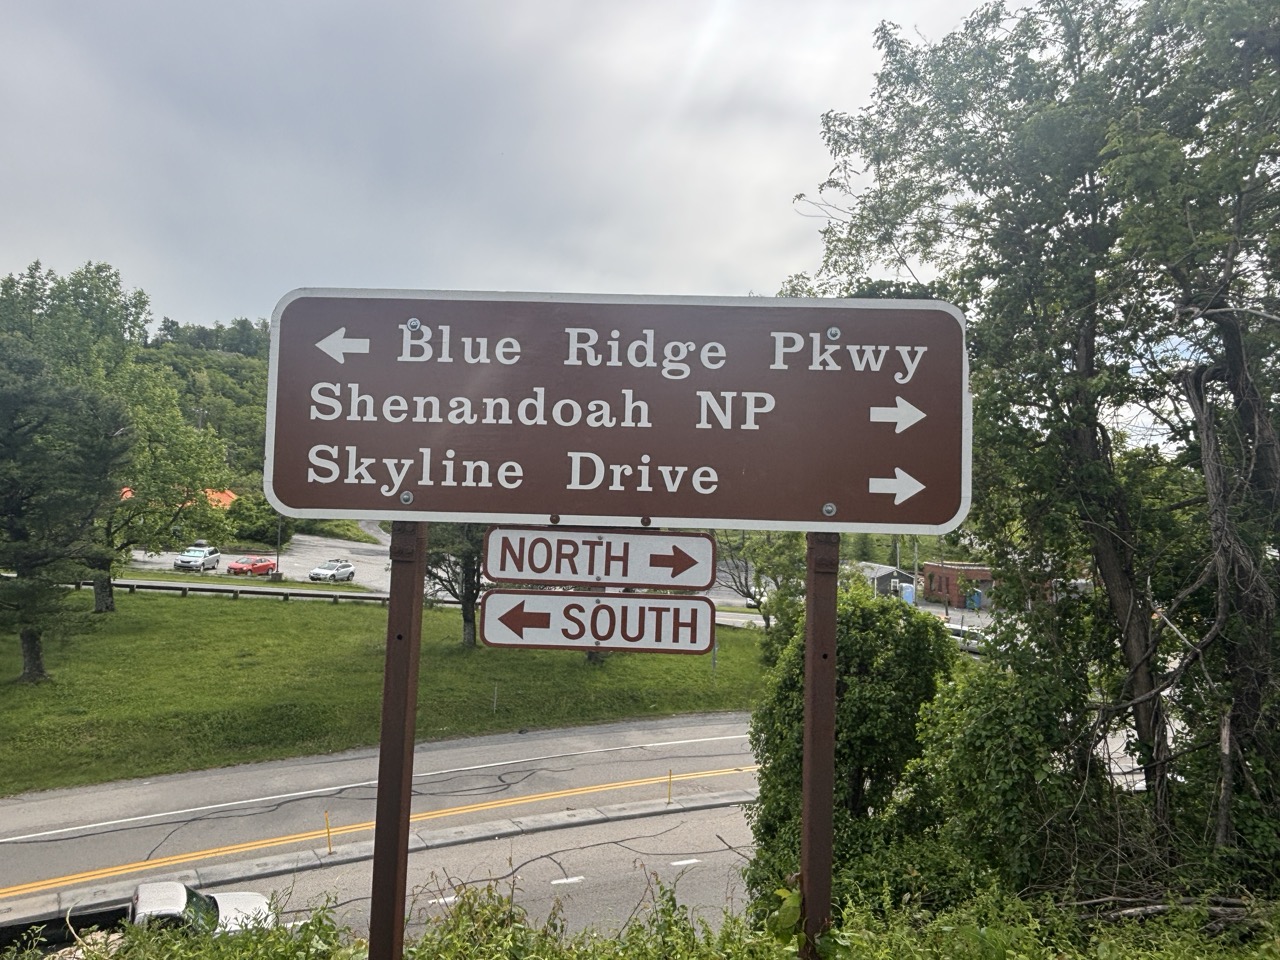 ← Blue Ridge Pkwy
Shenandoah NP →
Skyline Drive →
NORTH →
← SOUTH